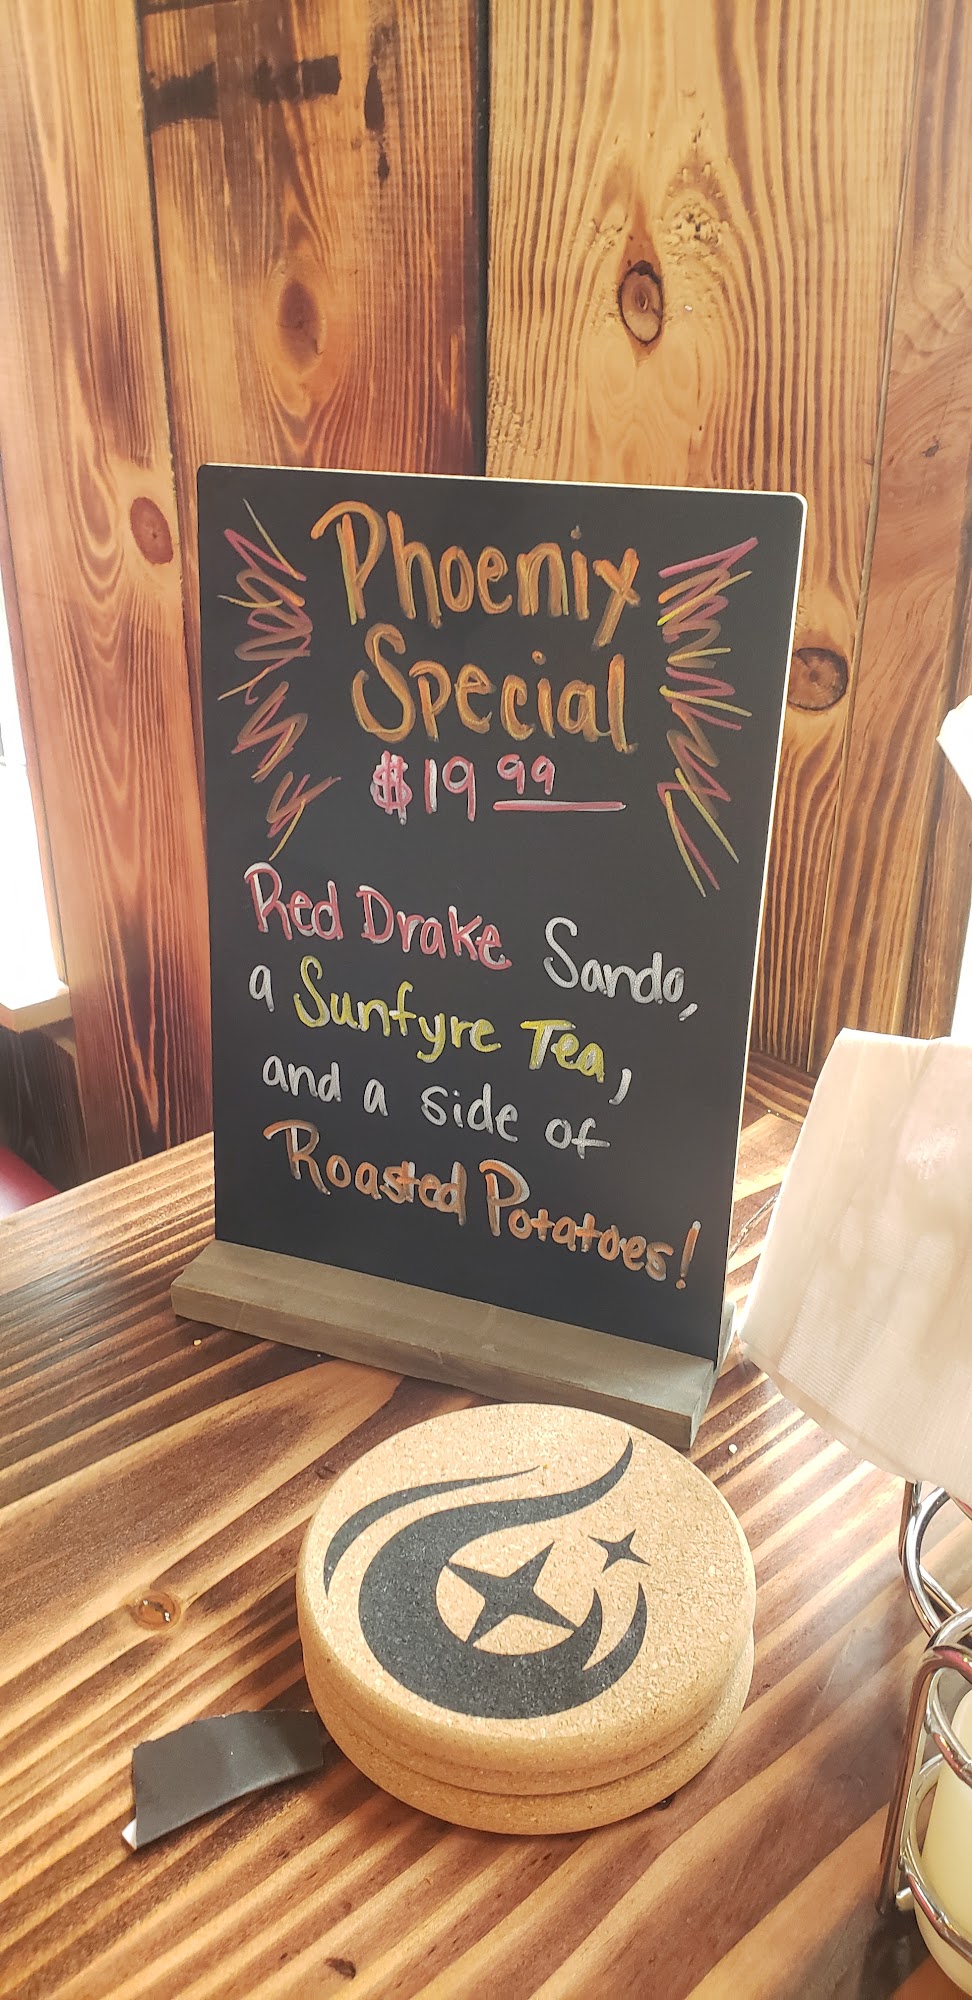 Phoenix
Special
$19 99
Red Drake Sando,
a Sunfyre Tea,
and a side of
Roasted Potatoes!